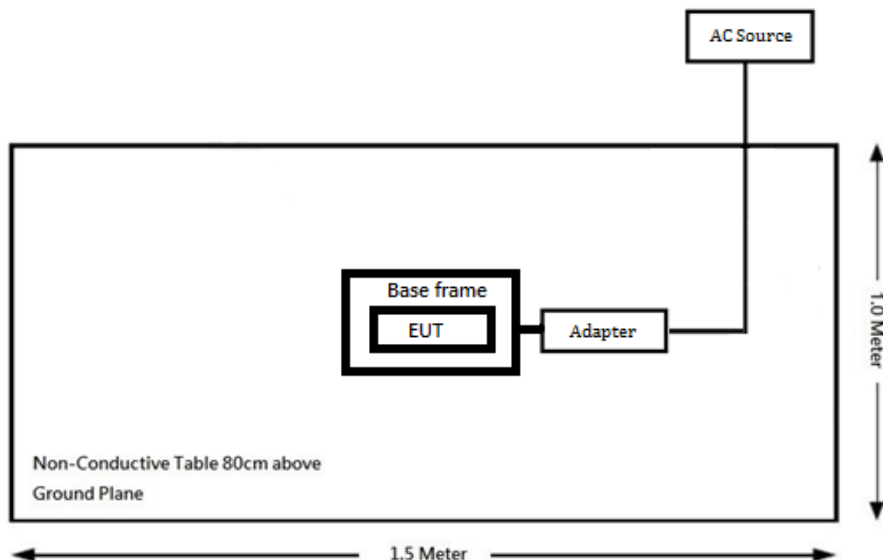 AC Source
Base frame
EUT
Adapter
1.0 Meter
Non-Conductive Table 80cm above
Ground Plane
1.5 Meter